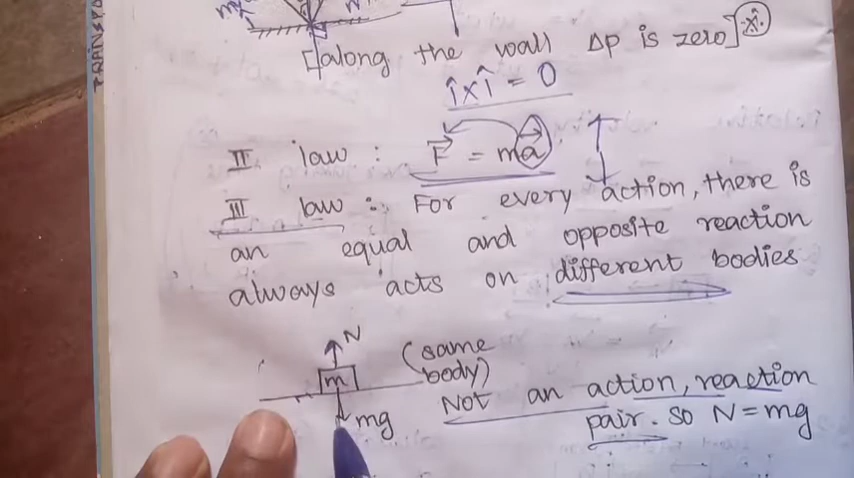 [along the wall Δp is zero]
î×î = 0
II law : F⃗ = ma⃗
III law : For every action, there is
an equal and opposite reaction
always acts on different bodies
N
(same
m
body)
Not an action, reaction
mg
pair. so N = mg